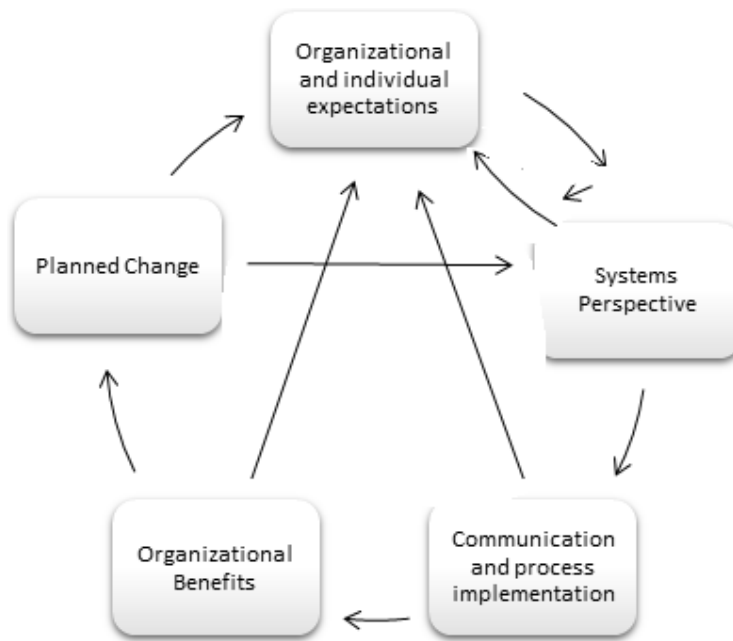 Organizational
and individual
expectations
Planned Change
Systems
Perspective
Organizational
Benefits
Communication
and process
implementation